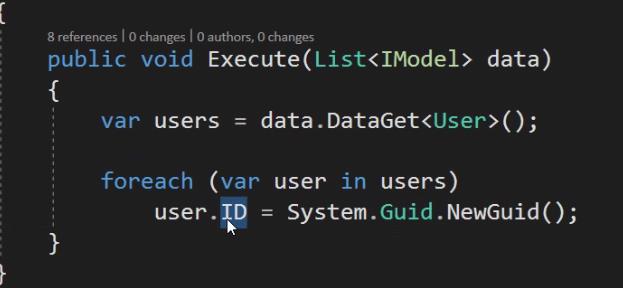 {
8 references | 0 changes | 0 authors, 0 changes
public void Execute(List<IModel> data)
{
var users = data.DataGet<User>();
foreach (var user in users)
user.ID = System.Guid.NewGuid();
}
}